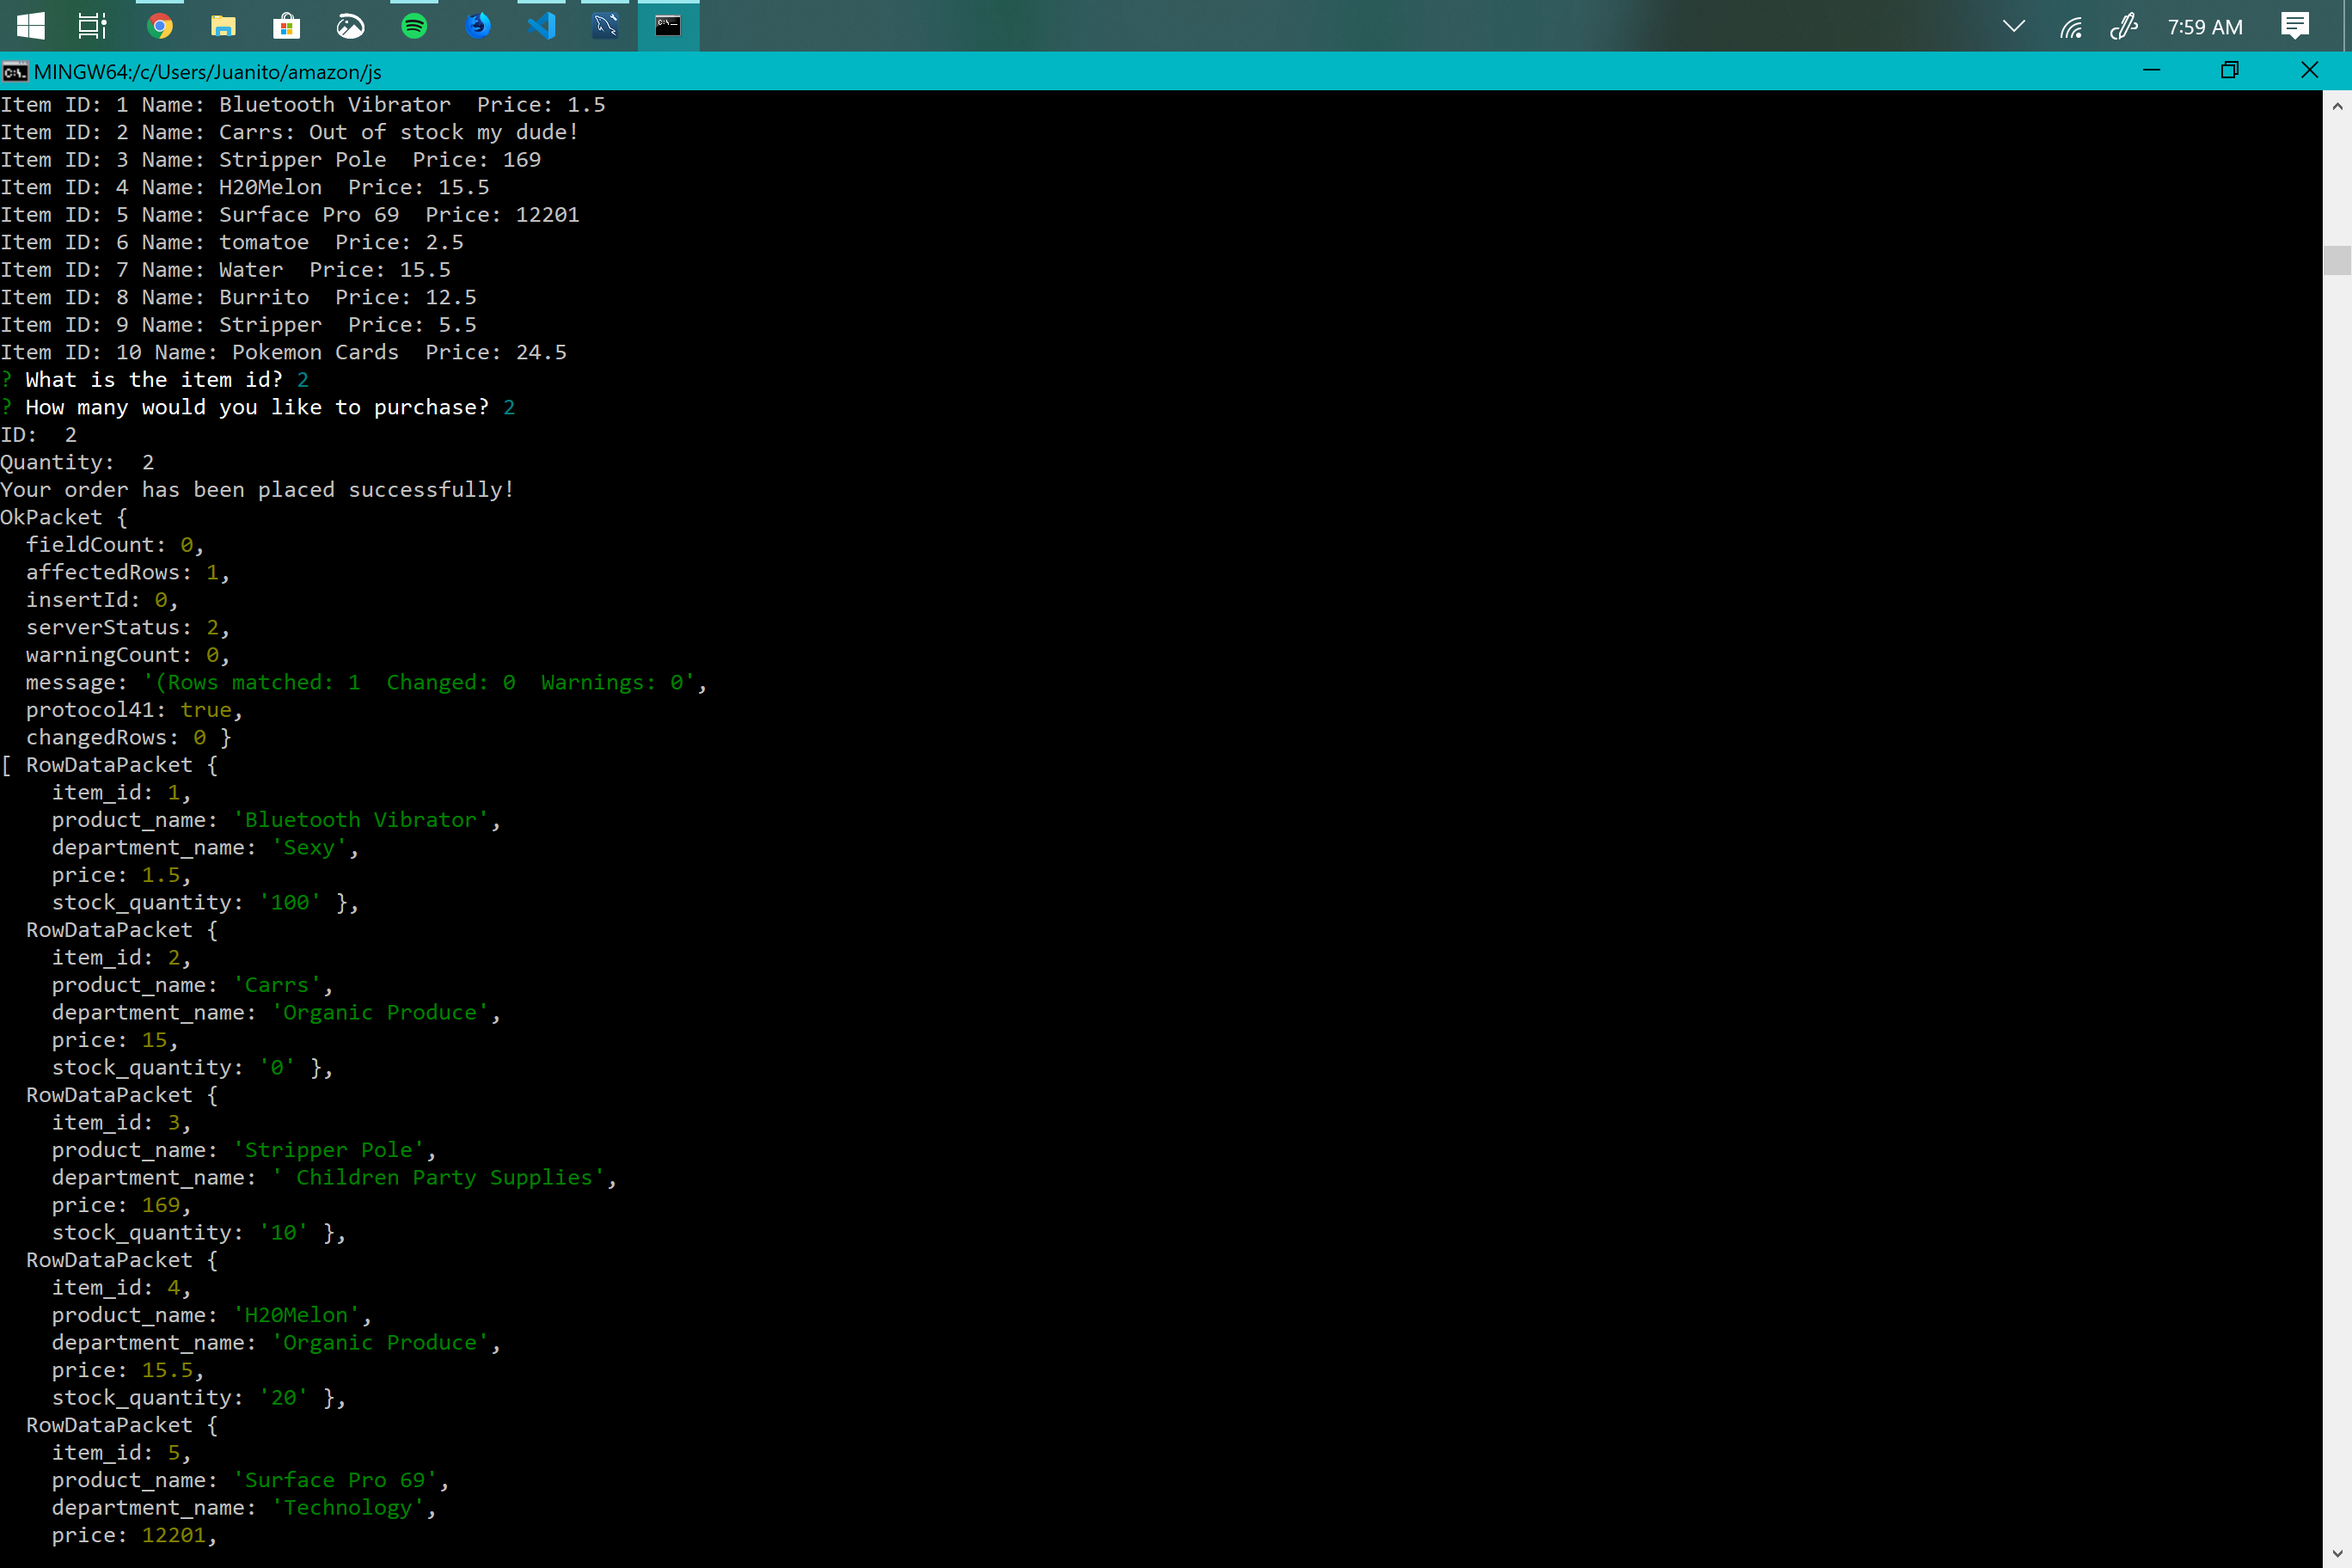 7:59 AM
MINGW64:/c/Users/Juanito/amazon/js
Item ID: 1 Name: Bluetooth Vibrator  Price: 1.5
Item ID: 2 Name: Carrs: Out of stock my dude!
Item ID: 3 Name: Stripper Pole  Price: 169
Item ID: 4 Name: H20Melon  Price: 15.5
Item ID: 5 Name: Surface Pro 69  Price: 12201
Item ID: 6 Name: tomatoe  Price: 2.5
Item ID: 7 Name: Water  Price: 15.5
Item ID: 8 Name: Burrito  Price: 12.5
Item ID: 9 Name: Stripper  Price: 5.5
Item ID: 10 Name: Pokemon Cards  Price: 24.5
? What is the item id? 2
? How many would you like to purchase? 2
ID:  2
Quantity:  2
Your order has been placed successfully!
OkPacket {
  fieldCount: 0,
  affectedRows: 1,
  insertId: 0,
  serverStatus: 2,
  warningCount: 0,
  message: '(Rows matched: 1  Changed: 0  Warnings: 0',
  protocol41: true,
  changedRows: 0 }
[ RowDataPacket {
    item_id: 1,
    product_name: 'Bluetooth Vibrator',
    department_name: 'Sexy',
    price: 1.5,
    stock_quantity: '100' },
  RowDataPacket {
    item_id: 2,
    product_name: 'Carrs',
    department_name: 'Organic Produce',
    price: 15,
    stock_quantity: '0' },
  RowDataPacket {
    item_id: 3,
    product_name: 'Stripper Pole',
    department_name: ' Children Party Supplies',
    price: 169,
    stock_quantity: '10' },
  RowDataPacket {
    item_id: 4,
    product_name: 'H20Melon',
    department_name: 'Organic Produce',
    price: 15.5,
    stock_quantity: '20' },
  RowDataPacket {
    item_id: 5,
    product_name: 'Surface Pro 69',
    department_name: 'Technology',
    price: 12201,